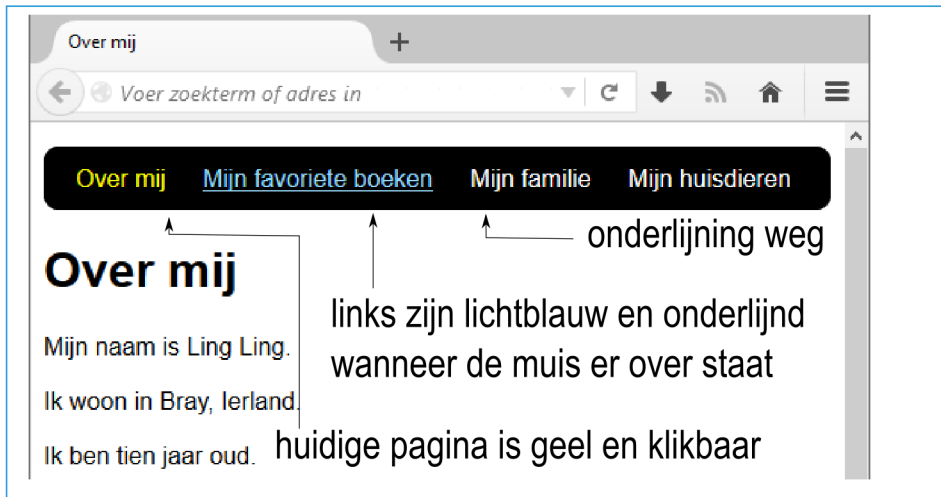 Over mij
Voer zoekterm of adres in
Over mij Mijn favoriete boeken Mijn familie Mijn huisdieren
onderlijning weg
Over mij
links zijn lichtblauw en onderlijnd
wanneer de muis er over staat
Mijn naam is Ling Ling.
Ik woon in Bray, Ierland.
huidige pagina is geel en klikbaar
Ik ben tien jaar oud.